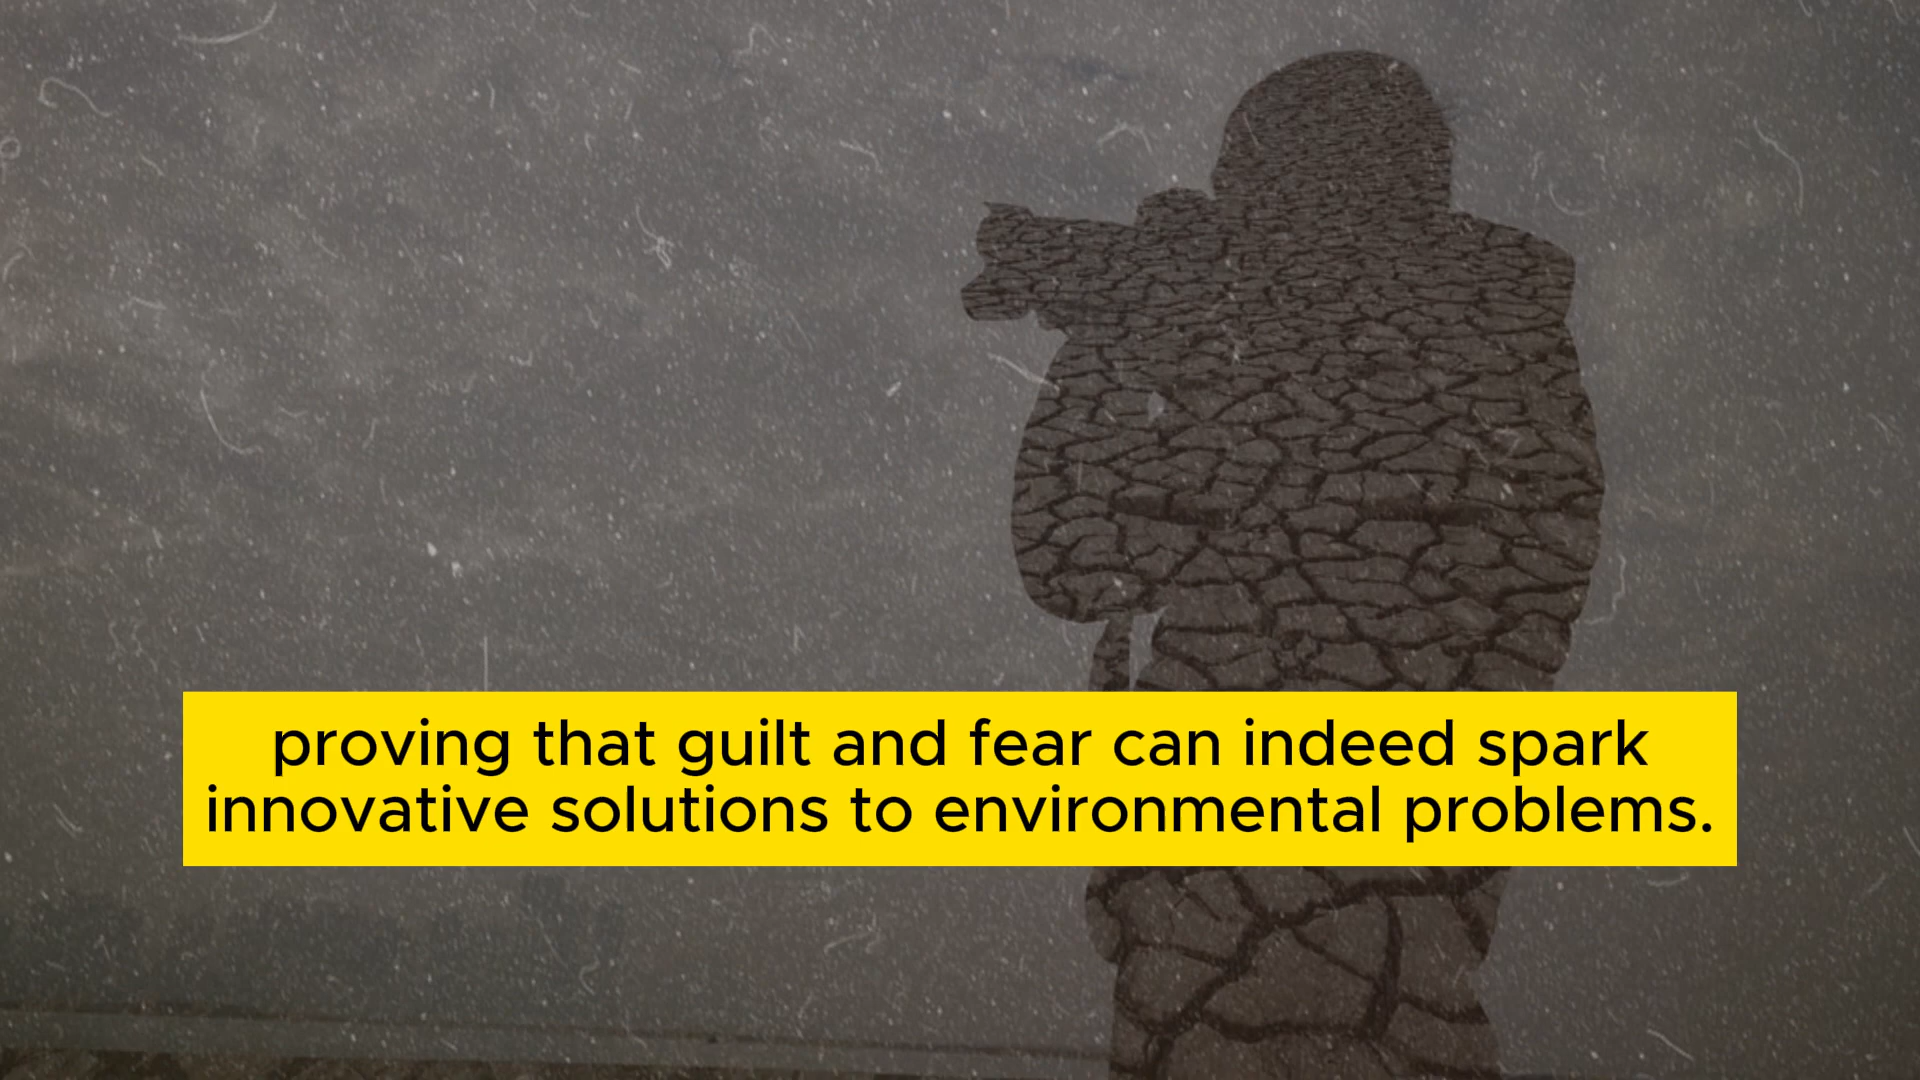 proving that guilt and fear can indeed spark
innovative solutions to environmental problems.